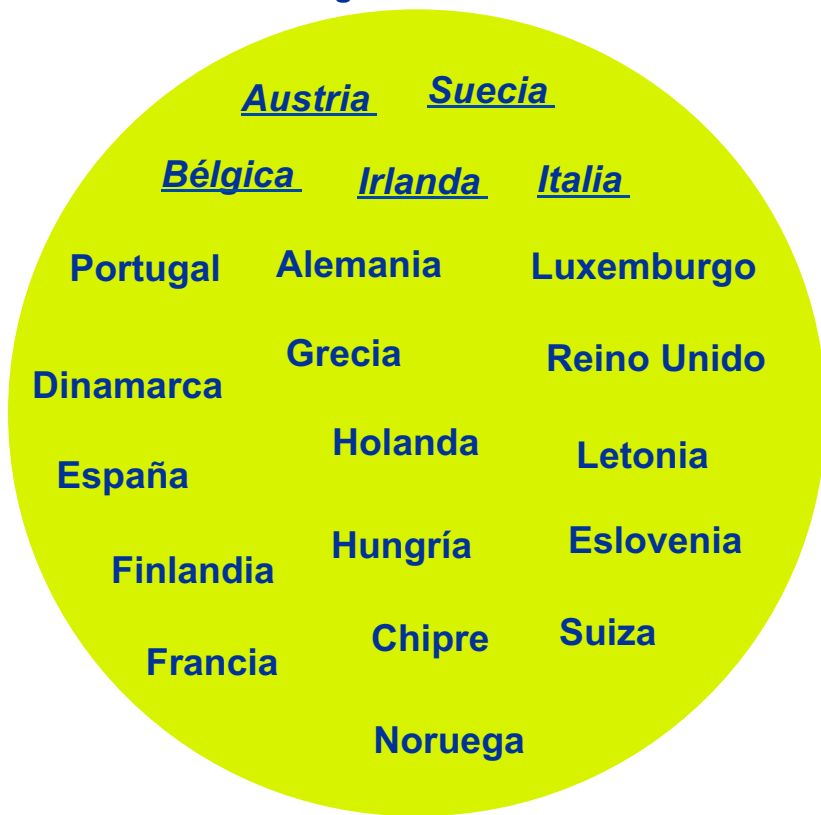 Austria Suecia
Bélgica Irlanda Italia
Portugal Alemania Luxemburgo
Grecia Reino Unido
Dinamarca
Holanda Letonia
España
Hungría Eslovenia
Finlandia
Chipre Suiza
Francia
Noruega